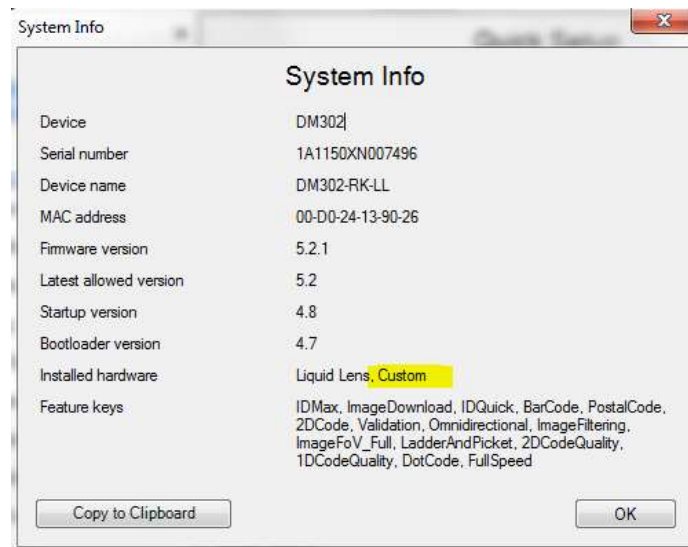 System Info
Quick Setup
System Info
Device DM302
Serial number 1A1150XN007496
Device name DM302-RK-LL
MAC address 00-D0-24-13-90-26
Firmware version 5.2.1
Latest allowed version 5.2
Startup version 4.8
Bootloader version 4.7
Installed hardware Liquid Lens, Custom
Feature keys IDMax, ImageDownload, IDQuick, BarCode, PostalCode,
2DCode, Validation, Omnidirectional, ImageFiltering,
ImageFoV_Full, LadderAndPicket, 2DCodeQuality,
1DCodeQuality, DotCode, FullSpeed
Copy to Clipboard OK